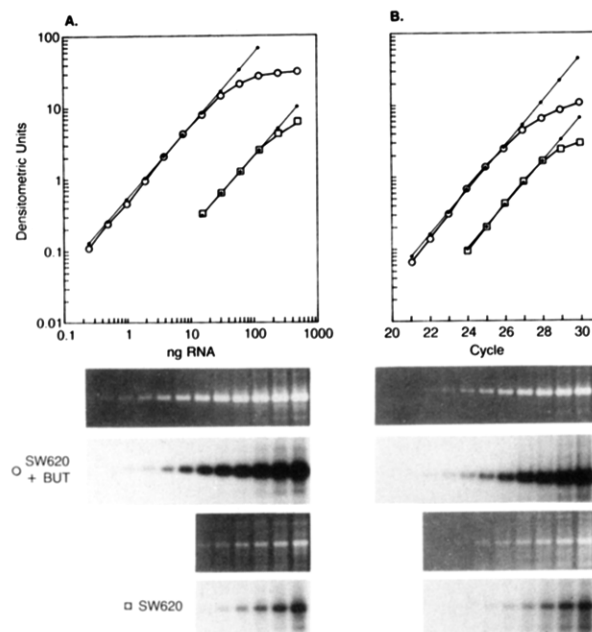 A.
B.
Densitometric Units
100
10
1
0.1
0.01
0.1 1 10 100 1000
ng RNA
20 22 24 26 28 30
Cycle
SW620
+ BUT
SW620